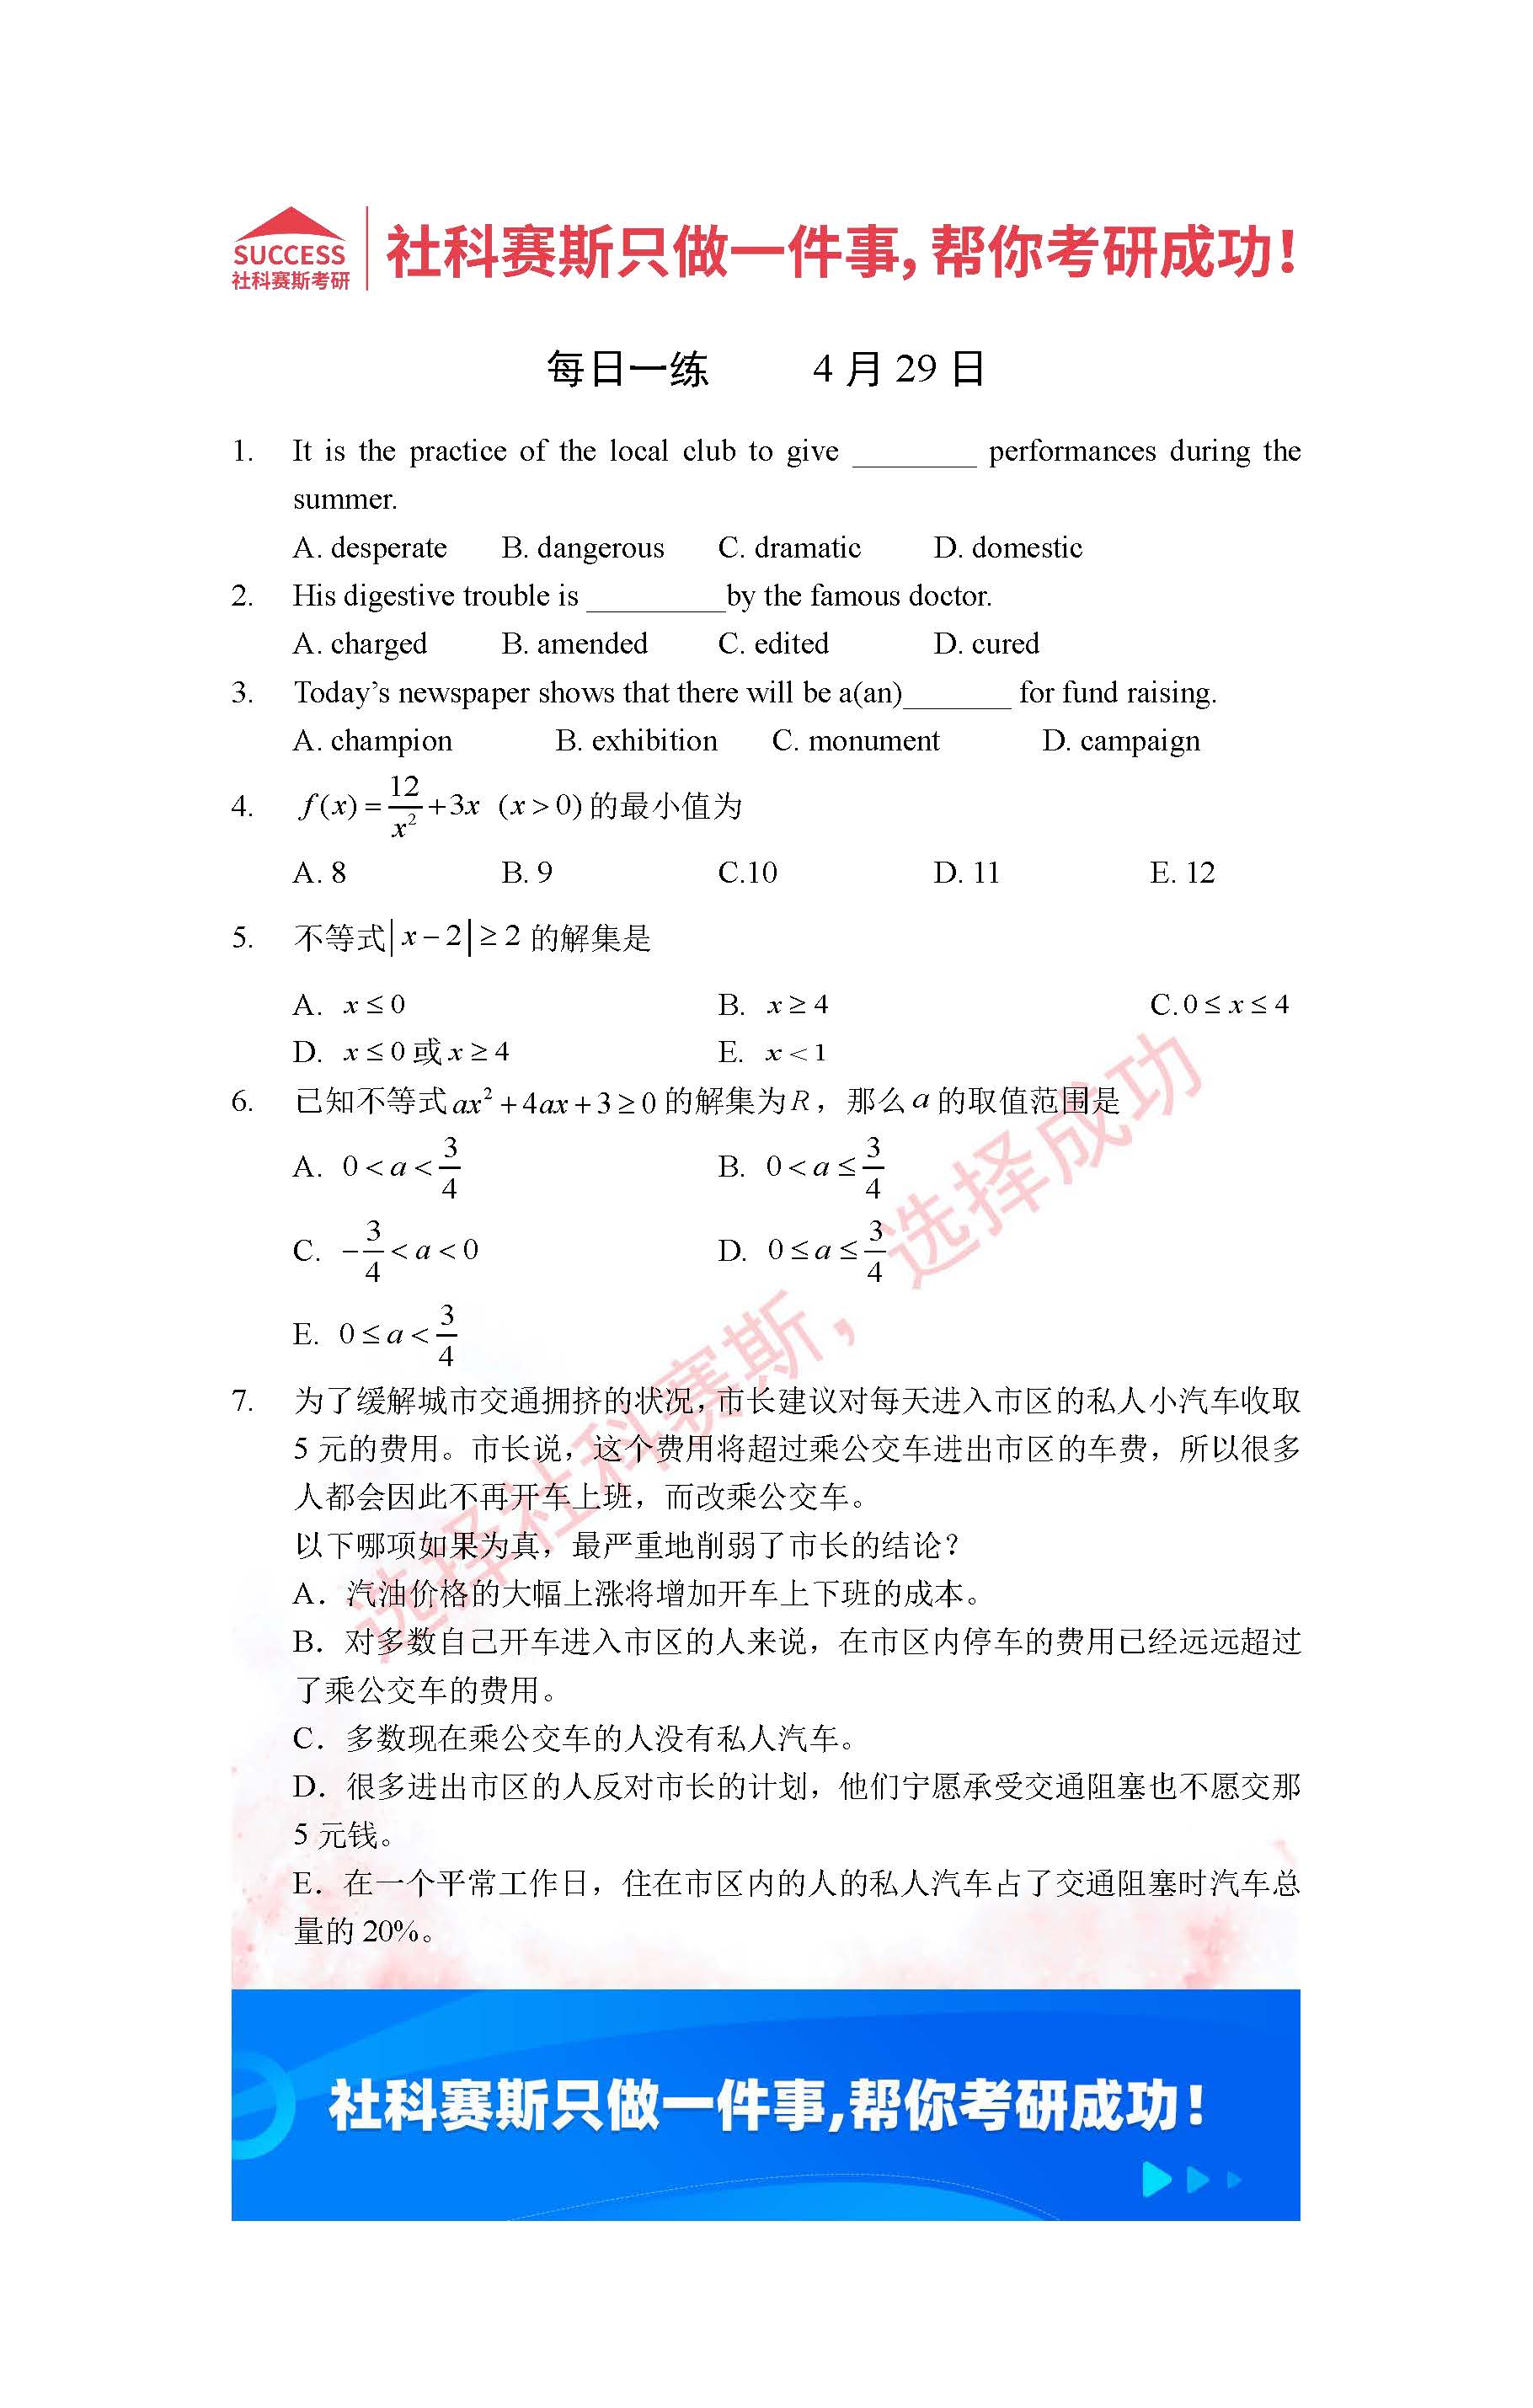 SUCCESS
社科赛斯考研
社科赛斯只做一件事,帮你考研成功!
每日一练 4月29日
1. It is the practice of the local club to give ________ performances during the
summer.
A. desperate B. dangerous C. dramatic D. domestic
2. His digestive trouble is _________by the famous doctor.
A. charged B. amended C. edited D. cured
3. Today’s newspaper shows that there will be a(an)_______ for fund raising.
A. champion B. exhibition C. monument D. campaign
4. f(x)=12/x²+3x (x>0)的最小值为
A. 8 B. 9 C.10 D. 11 E. 12
5. 不等式|x−2|≥2的解集是
A. x≤0 B. x≥4 C.0≤x≤4
D. x≤0或x≥4 E. x<1
6. 已知不等式ax²+4ax+3≥0的解集为R，那么a的取值范围是
A. 0<a<3/4 B. 0<a≤3/4
C. −3/4<a<0 D. 0≤a≤3/4
E. 0≤a<3/4
7. 为了缓解城市交通拥挤的状况,市长建议对每天进入市区的私人小汽车收取
5元的费用。市长说，这个费用将超过乘公交车进出市区的车费，所以很多
人都会因此不再开车上班，而改乘公交车。
以下哪项如果为真，最严重地削弱了市长的结论?
A．汽油价格的大幅上涨将增加开车上下班的成本。
B．对多数自己开车进入市区的人来说，在市区内停车的费用已经远远超过
了乘公交车的费用。
C．多数现在乘公交车的人没有私人汽车。
D．很多进出市区的人反对市长的计划，他们宁愿承受交通阻塞也不愿交那
5元钱。
E．在一个平常工作日，住在市区内的人的私人汽车占了交通阻塞时汽车总
量的20%。
选择社科赛斯，选择成功
社科赛斯只做一件事,帮你考研成功!